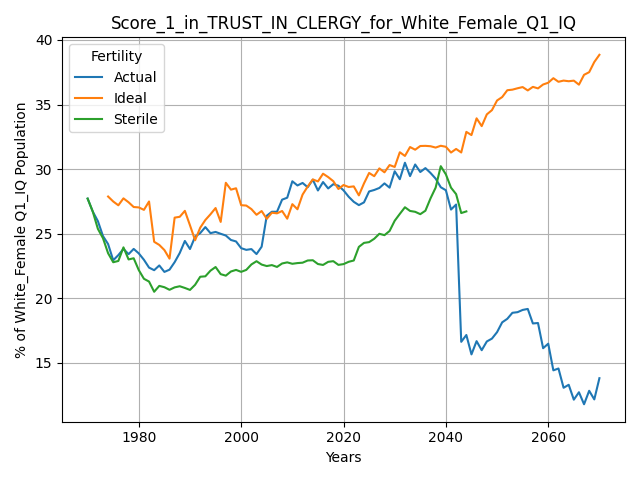 Score_1_in_TRUST_IN_CLERGY_for_White_Female_Q1_IQ
% of White_Female Q1_IQ Population
40
35
30
25
20
15
Fertility
Actual
Ideal
Sterile
1980
2000
2020
2040
2060
Years